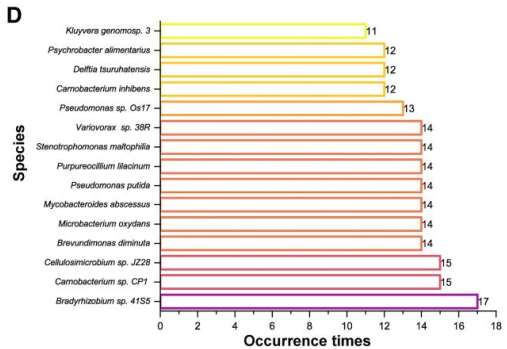 D
Kluyvera genomosp. 3 11
Psychrobacter alimentarius 12
Delftia tsuruhatensis 12
Carnobacterium inhibens 12
Pseudomonas sp. Os17 13
Variovorax sp. 38R 14
Stenotrophomonas maltophilia 14
Purpureocillium lilacinum 14
Pseudomonas putida 14
Mycobacteroides abscessus 14
Microbacterium oxydans 14
Brevundimonas diminuta 14
Cellulosimicrobium sp. JZ28 15
Carnobacterium sp. CP1 15
Bradyrhizobium sp. 41S5 17
Species
0 2 4 6 8 10 12 14 16 18
Occurrence times